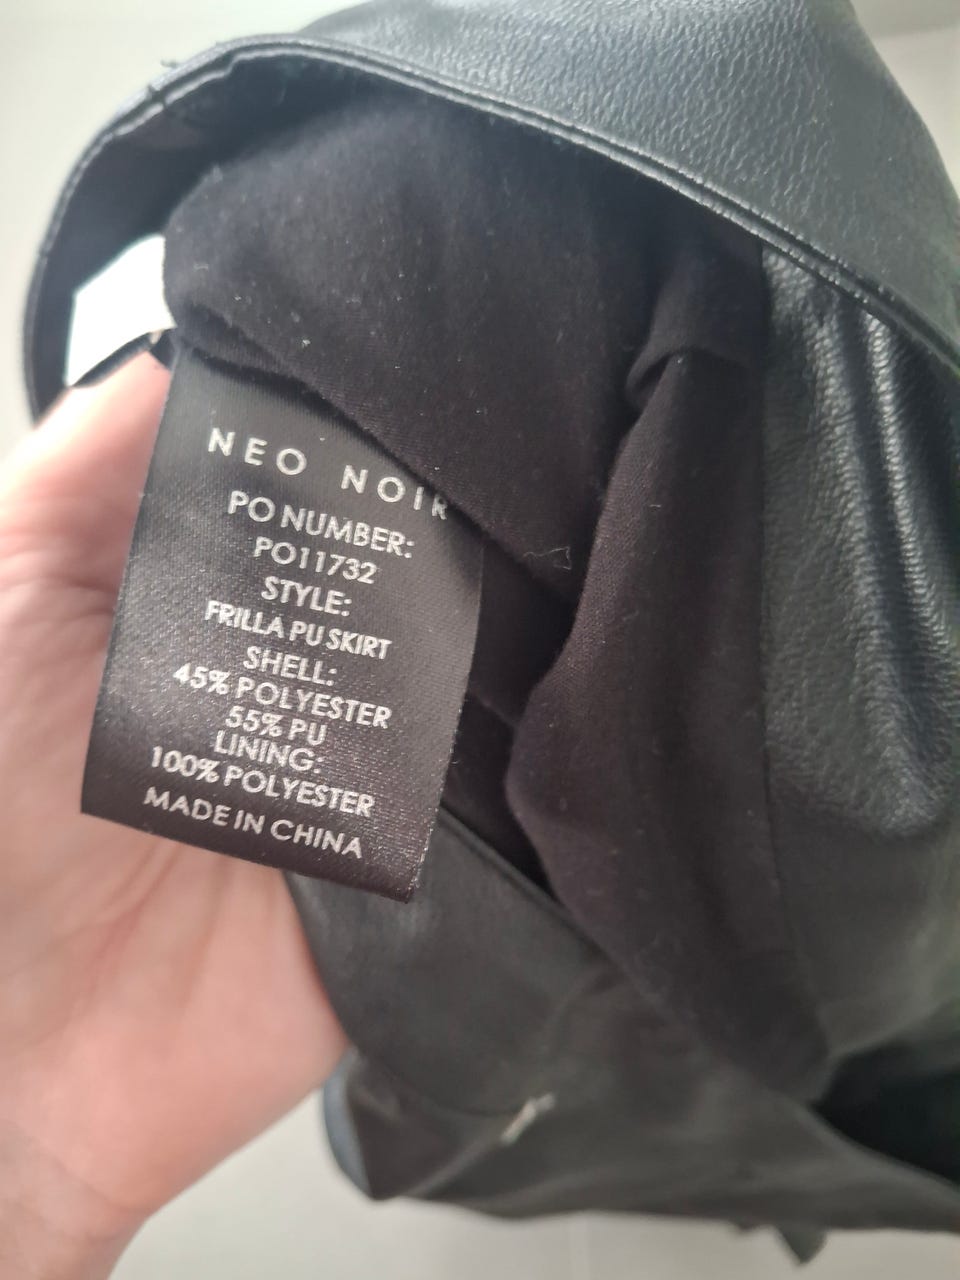 NEO NOIR
PO NUMBER:
PO11732
STYLE:
FRILLA PU SKIRT
SHELL:
45% POLYESTER
55% PU
LINING:
100% POLYESTER
MADE IN CHINA